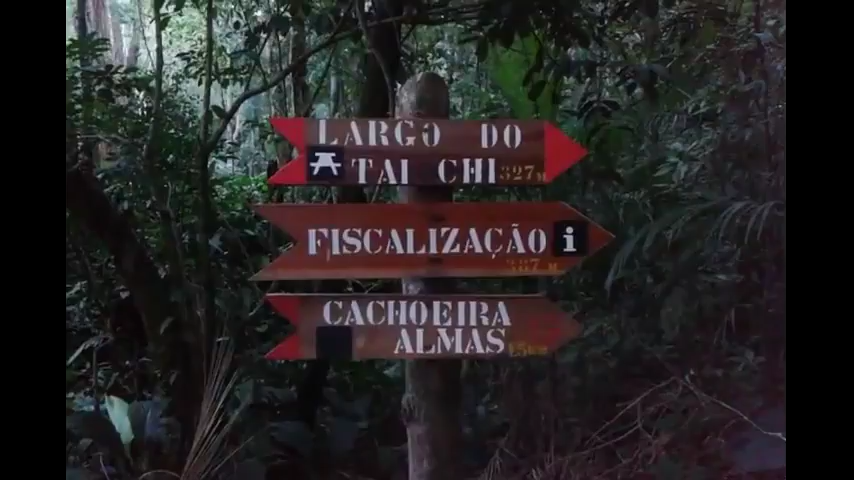 LARGO DO
TAI CHI 327M
FISCALIZAÇÃO i
CACHOEIRA
ALMAS